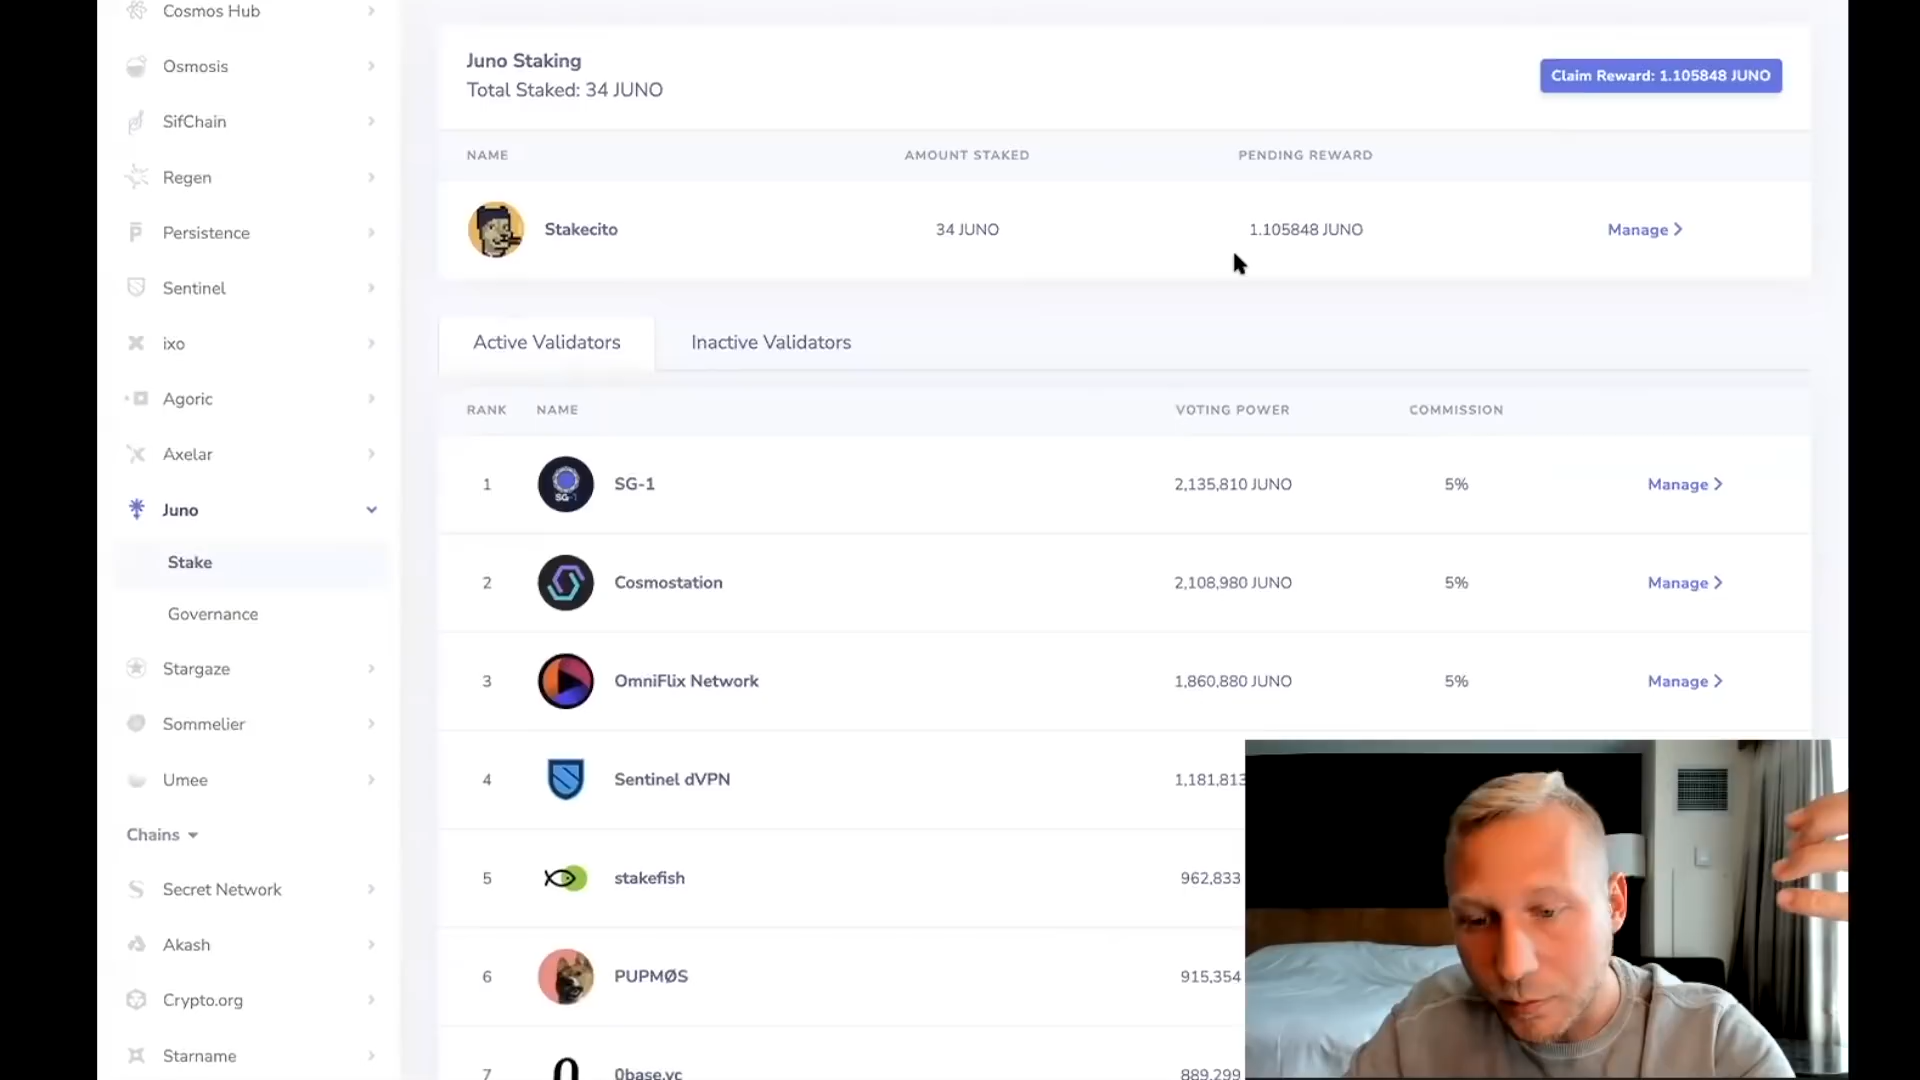 Cosmos Hub
Osmosis
SifChain
Regen
Persistence
Sentinel
ixo
Agoric
Axelar
Juno
Stake
Governance
Stargaze
Sommelier
Umee
Chains
Secret Network
Akash
Crypto.org
Starname
Juno Staking
Total Staked: 34 JUNO
Claim Reward: 1.105848 JUNO
NAME AMOUNT STAKED PENDING REWARD
Stakecito 34 JUNO 1.105848 JUNO Manage
Active Validators Inactive Validators
RANK NAME VOTING POWER COMMISSION
1 SG-1 SG-1 2,135,810 JUNO 5% Manage
2 Cosmostation 2,108,980 JUNO 5% Manage
3 OmniFlix Network 1,860,880 JUNO 5% Manage
4 Sentinel dVPN 1,181,813
5 stakefish 962,833
6 PUPMØS 915,354
7 0base.vc 889,299